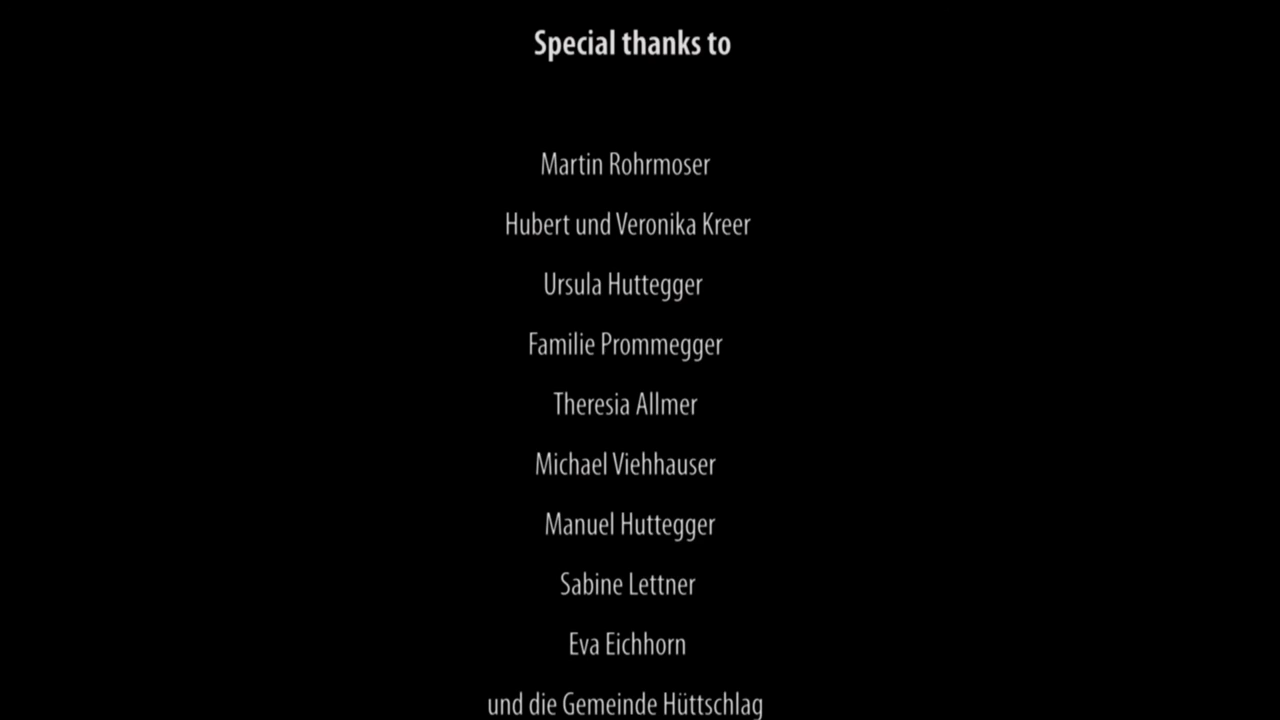 Special thanks to
Martin Rohrmoser
Hubert und Veronika Kreer
Ursula Huttegger
Familie Prommegger
Theresia Allmer
Michael Viehhauser
Manuel Huttegger
Sabine Lettner
Eva Eichhorn
und die Gemeinde Hüttschlag